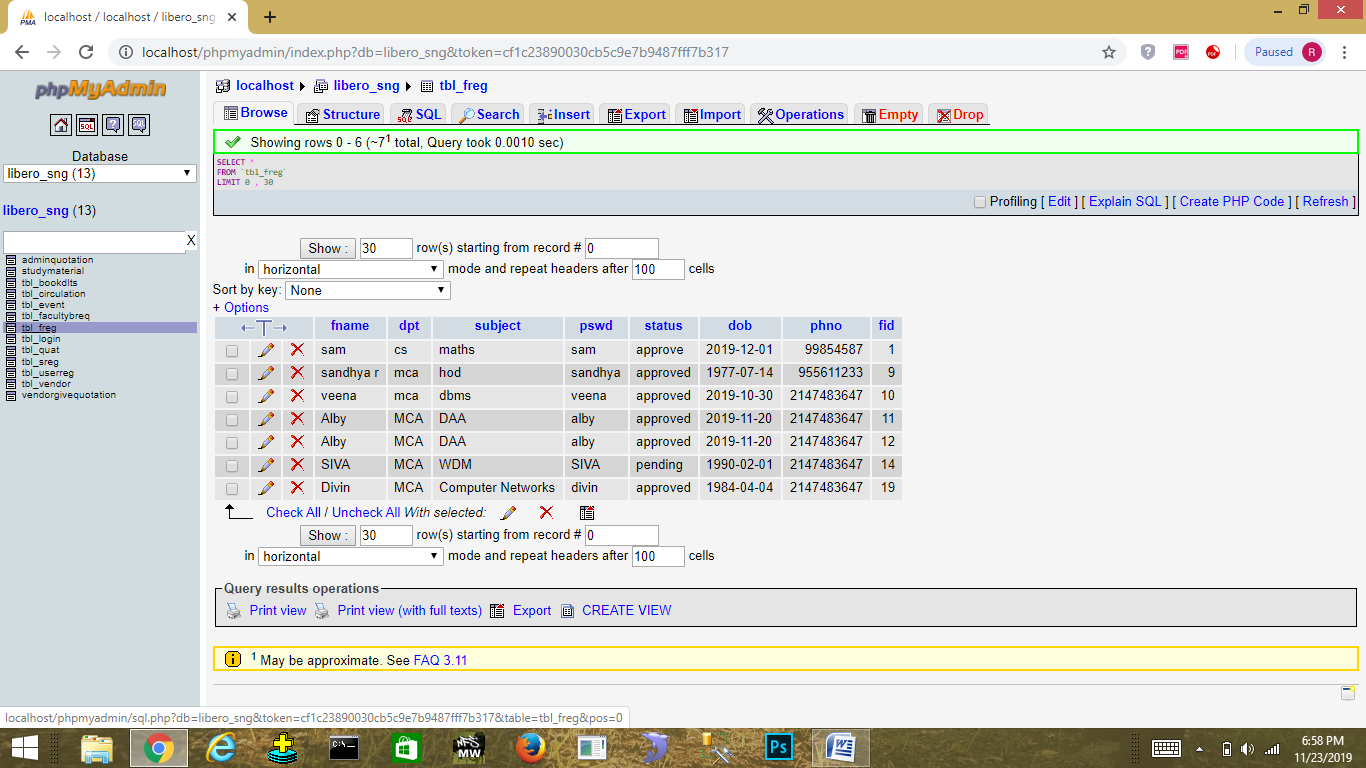 localhost / localhost / libero_sng
localhost/phpmyadmin/index.php?db=libero_sng&token=cf1c23890030cb5c9e7b9487fff7b317
Paused R
phpMyAdmin
Database
libero_sng (13)
libero_sng (13)
X
adminquotation
studymaterial
tbl_bookdlts
tbl_circulation
tbl_event
tbl_facultybreq
tbl_freg
tbl_login
tbl_quat
tbl_sreg
tbl_userreg
tbl_vendor
vendorgivequotation
localhost libero_sng tbl_freg
Browse Structure SQL Search Insert Export Import Operations Empty Drop
Showing rows 0 - 6 (~7¹ total, Query took 0.0010 sec)
SELECT *
FROM `tbl_freg`
LIMIT 0 , 30
Profiling [ Edit ] [ Explain SQL ] [ Create PHP Code ] [ Refresh ]
Show : 30 row(s) starting from record # 0
in horizontal mode and repeat headers after 100 cells
Sort by key: None
+ Options
←T→ fname dpt subject pswd status dob phno fid
sam cs maths sam approve 2019-12-01 99854587 1
sandhya r mca hod sandhya approved 1977-07-14 955611233 9
veena mca dbms veena approved 2019-10-30 2147483647 10
Alby MCA DAA alby approved 2019-11-20 2147483647 11
Alby MCA DAA alby approved 2019-11-20 2147483647 12
SIVA MCA WDM SIVA pending 1990-02-01 2147483647 14
Divin MCA Computer Networks divin approved 1984-04-04 2147483647 19
Check All / Uncheck All With selected:
Show : 30 row(s) starting from record # 0
in horizontal mode and repeat headers after 100 cells
Query results operations
Print view Print view (with full texts) Export CREATE VIEW
¹ May be approximate. See FAQ 3.11
localhost/phpmyadmin/sql.php?db=libero_sng&token=cf1c23890030cb5c9e7b9487fff7b317&table=tbl_freg&pos=0
6:58 PM
11/23/2019